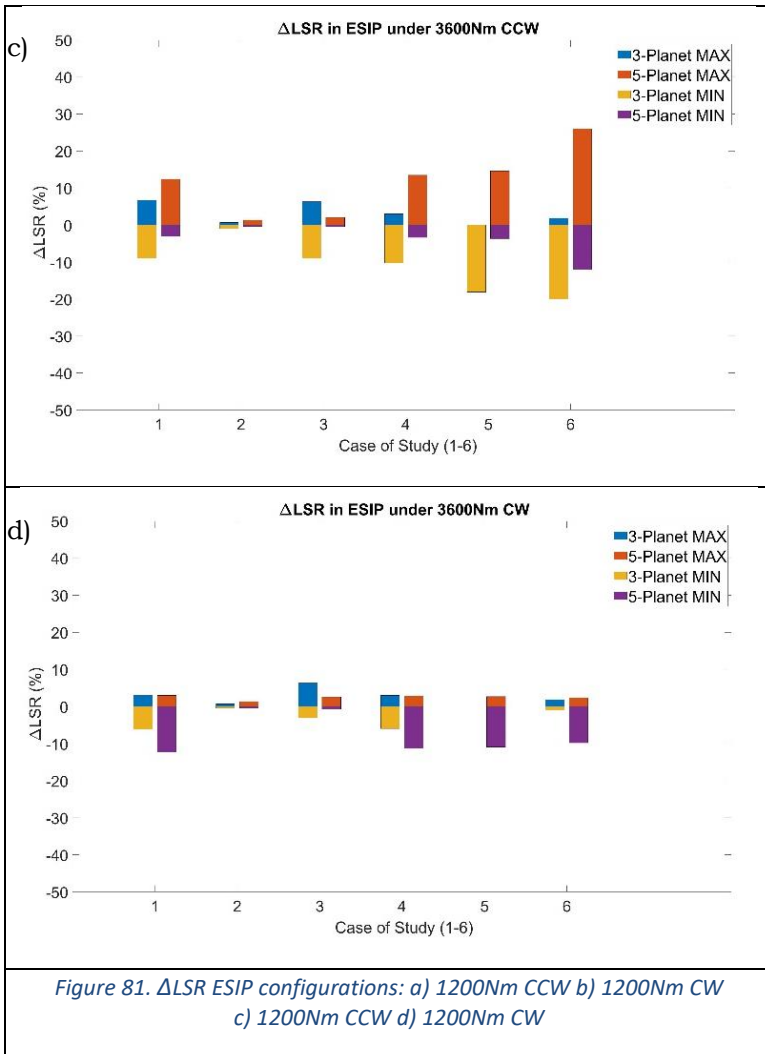 c)
ΔLSR in ESIP under 3600Nm CCW
3-Planet MAX
5-Planet MAX
3-Planet MIN
5-Planet MIN
50
40
30
20
10
0
-10
-20
-30
-40
-50
ΔLSR (%)
1 2 3 4 5 6
Case of Study (1-6)
d)
ΔLSR in ESIP under 3600Nm CW
3-Planet MAX
5-Planet MAX
3-Planet MIN
5-Planet MIN
50
40
30
20
10
0
-10
-20
-30
-40
-50
ΔLSR (%)
1 2 3 4 5 6
Case of Study (1-6)
Figure 81. ΔLSR ESIP configurations: a) 1200Nm CCW b) 1200Nm CW
c) 1200Nm CCW d) 1200Nm CW